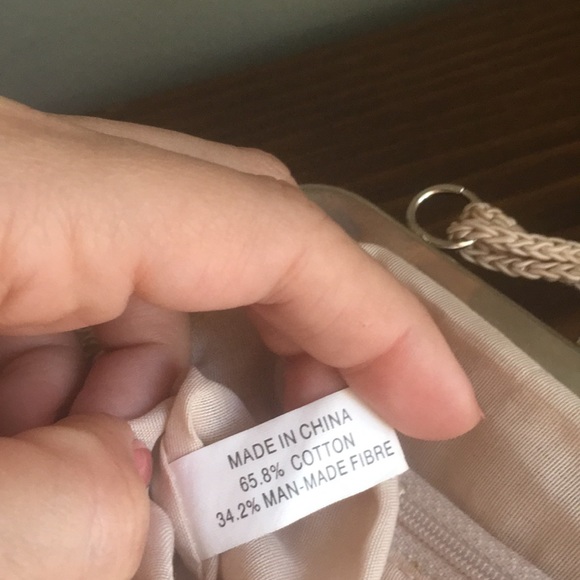 MADE IN CHINA
65.8% COTTON
34.2% MAN-MADE FIBRE